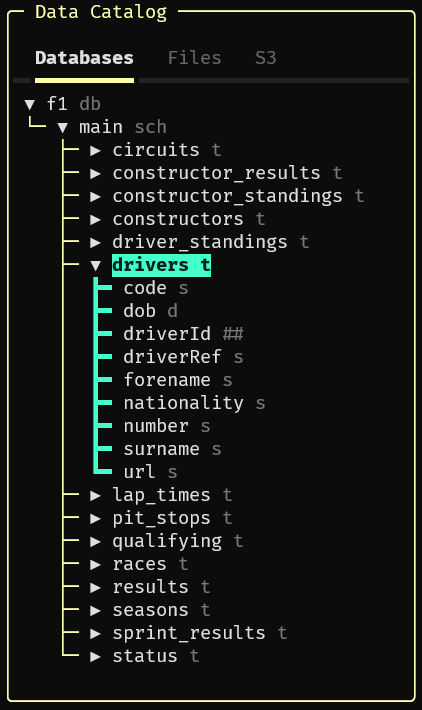 Data Catalog
Databases Files S3
▼ f1 db
▼ main sch
▶ circuits t
▶ constructor_results t
▶ constructor_standings t
▶ constructors t
▶ driver_standings t
▼ drivers t
code s
dob d
driverId ##
driverRef s
forename s
nationality s
number s
surname s
url s
▶ lap_times t
▶ pit_stops t
▶ qualifying t
▶ races t
▶ results t
▶ seasons t
▶ sprint_results t
▶ status t